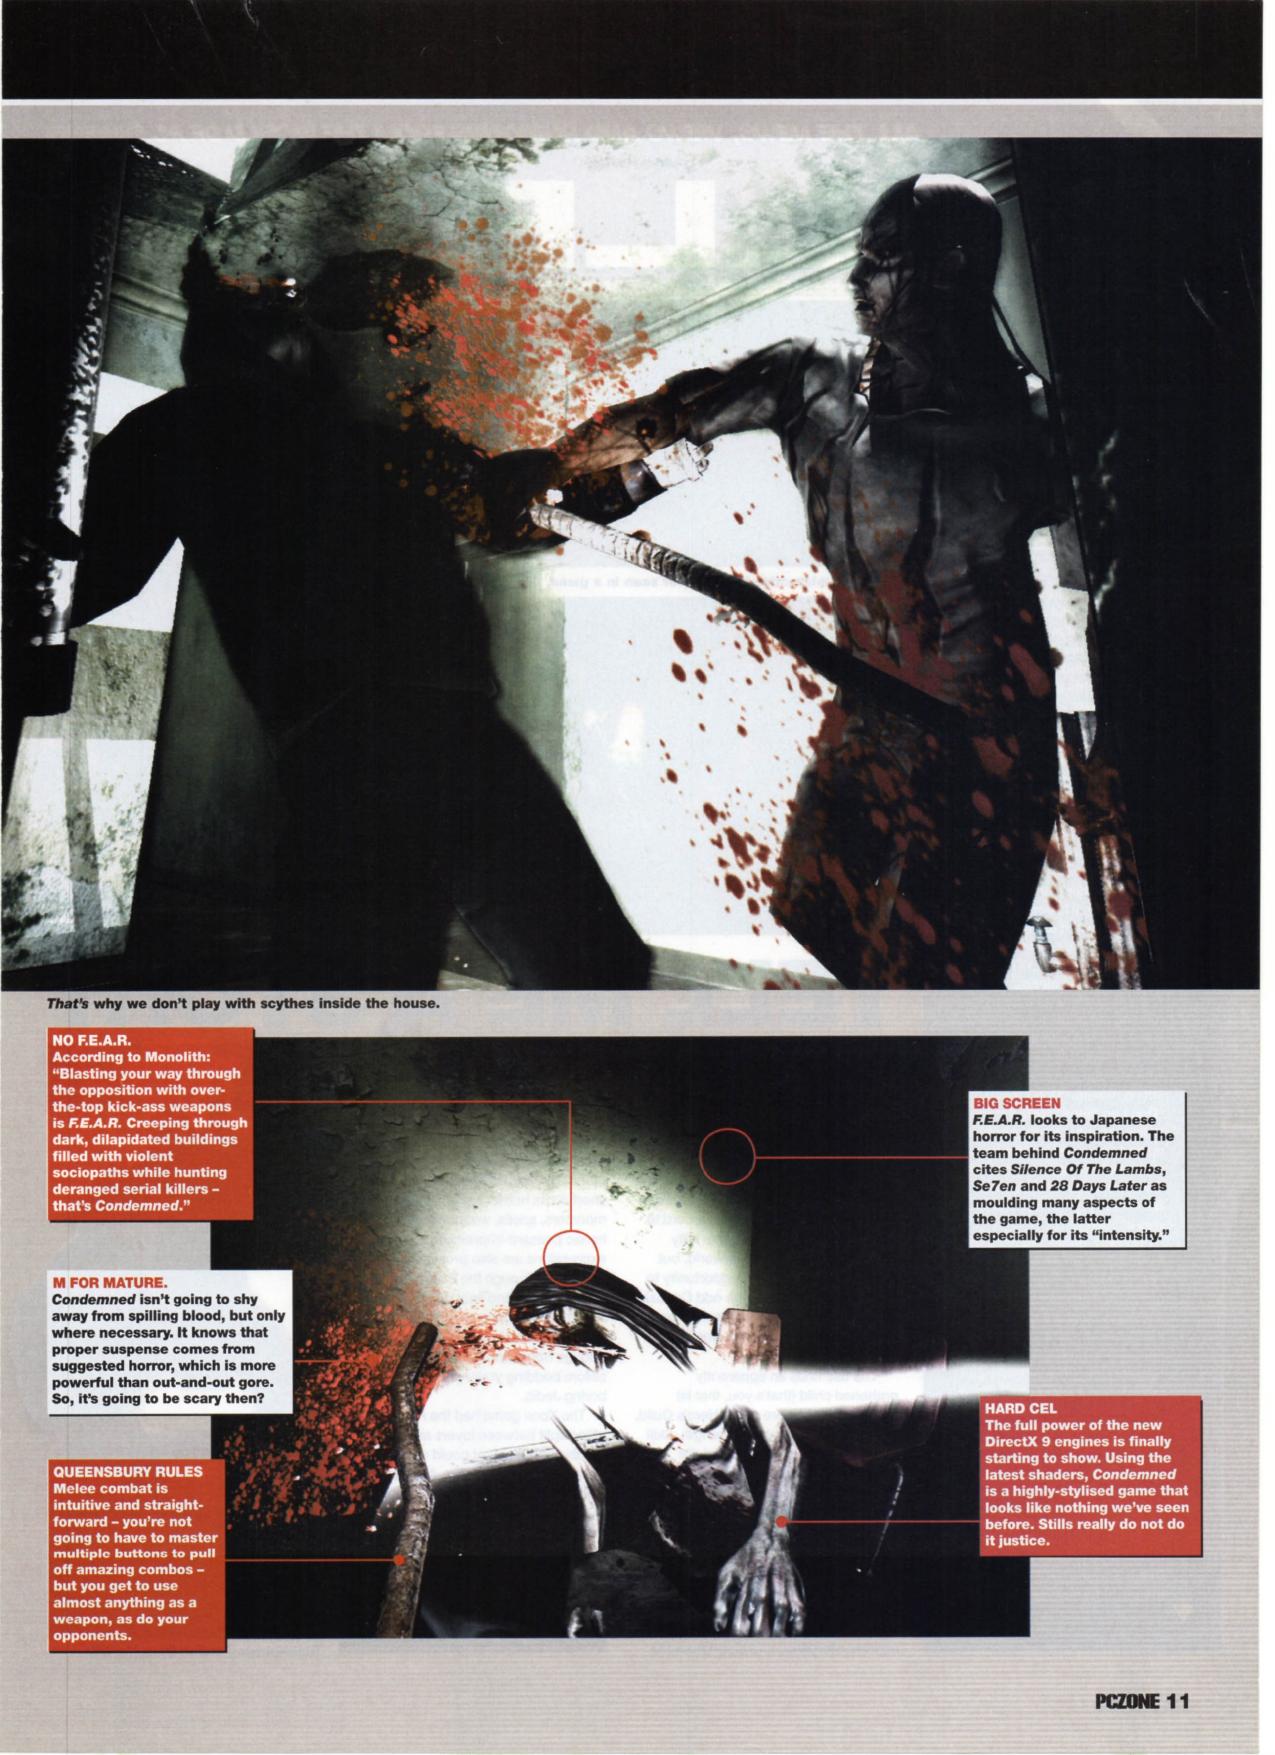 That's why we don't play with scythes inside the house.
NO F.E.A.R.
According to Monolith:
“Blasting your way through
the opposition with over-
the-top kick-ass weapons
is F.E.A.R. Creeping through
dark, dilapidated buildings
filled with violent
sociopaths while hunting
deranged serial killers –
that's Condemned.”
BIG SCREEN
F.E.A.R. looks to Japanese
horror for its inspiration. The
team behind Condemned
cites Silence Of The Lambs,
Se7en and 28 Days Later as
moulding many aspects of
the game, the latter
especially for its “intensity.”
M FOR MATURE.
Condemned isn't going to shy
away from spilling blood, but only
where necessary. It knows that
proper suspense comes from
suggested horror, which is more
powerful than out-and-out gore.
So, it's going to be scary then?
HARD CEL
The full power of the new
DirectX 9 engines is finally
starting to show. Using the
latest shaders, Condemned
is a highly-stylised game that
looks like nothing we've seen
before. Stills really do not do
it justice.
QUEENSBURY RULES
Melee combat is
intuitive and straight-
forward – you're not
going to have to master
multiple buttons to pull
off amazing combos –
but you get to use
almost anything as a
weapon, as do your
opponents.
PCZONE 11